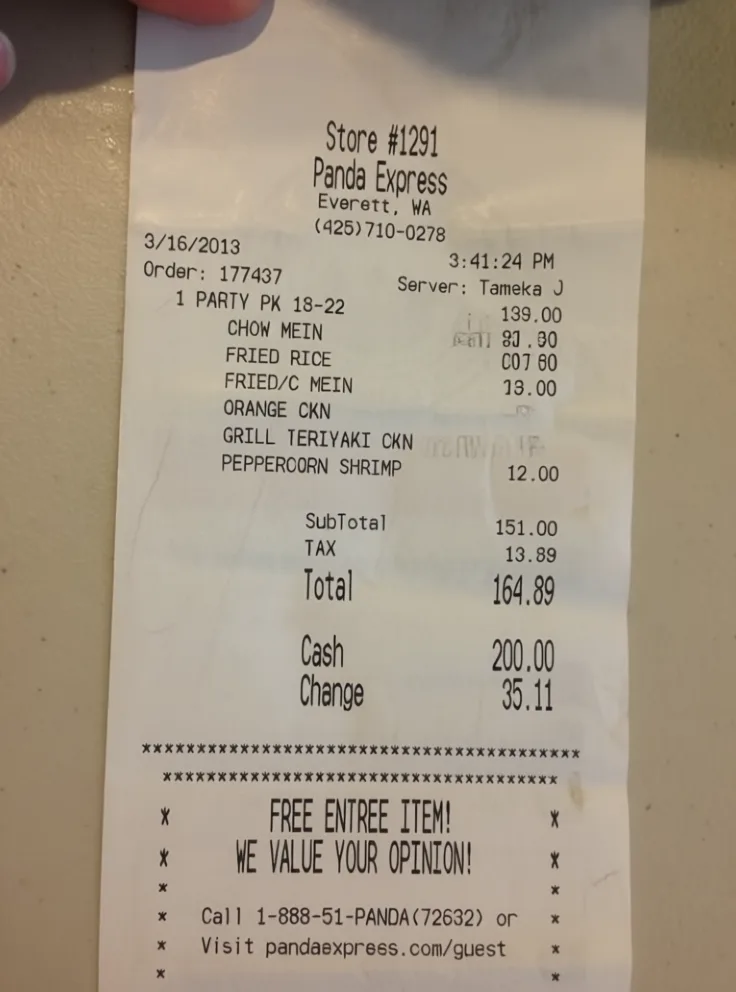 Store #1291
Panda Express
Everett, WA
(425)710-0278
3/16/2013 3:41:24 PM
Order: 177437 Server: Tameka J
1 PARTY PK 18-22 139.00
CHOW MEIN
FRIED RICE
FRIED/C MEIN 13.00
ORANGE CKN
GRILL TERIYAKI CKN
PEPPERCORN SHRIMP 12.00
SubTotal 151.00
TAX 13.89
Total 164.89
Cash 200.00
Change 35.11
****************************************
************************************
* FREE ENTREE ITEM! *
* WE VALUE YOUR OPINION! *
* *
* Call 1-888-51-PANDA(72632) or *
* Visit pandaexpress.com/guest *
* *